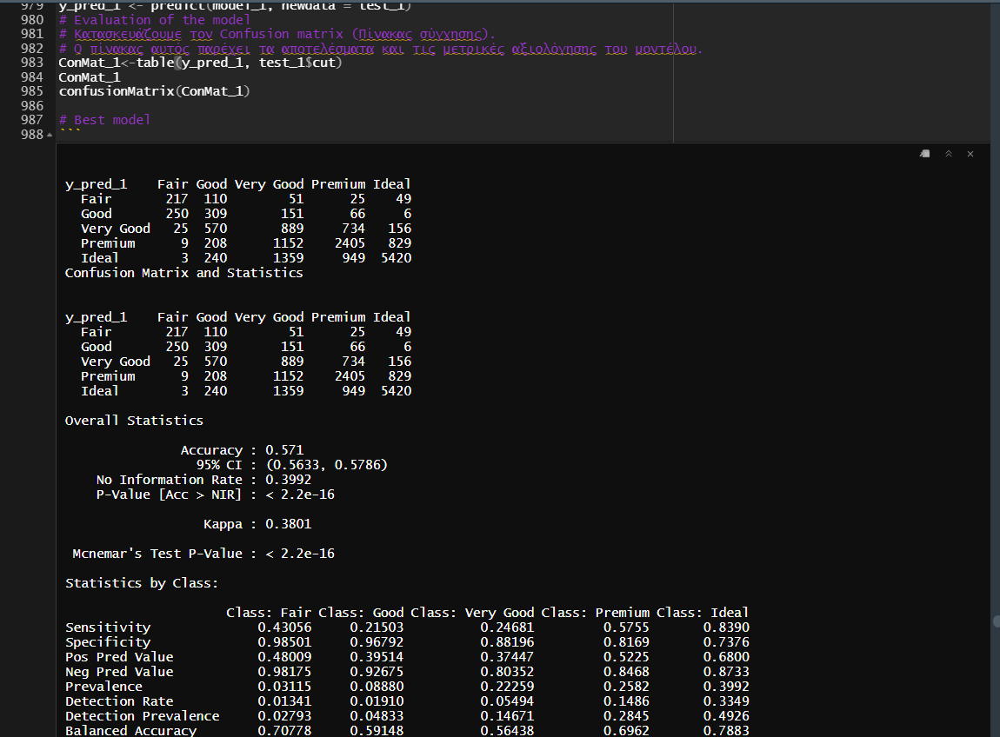 979 y_pred_1 <- predict(model_1, newdata = test_1)
980 # Evaluation of the model
981 # Κατασκευάζουμε τον Confusion matrix (Πίνακας σύγχησης).
982 # Ο πίνακας αυτός παρέχει τα αποτελέσματα και τις μετρικές αξιολόγησης του μοντέλου.
983 ConMat_1<-table(y_pred_1, test_1$cut)
984 ConMat_1
985 confusionMatrix(ConMat_1)
986
987 # Best model
988 ```
y_pred_1 Fair Good Very Good Premium Ideal
Fair 217 110 51 25 49
Good 250 309 151 66 6
Very Good 25 570 889 734 156
Premium 9 208 1152 2405 829
Ideal 3 240 1359 949 5420
Confusion Matrix and Statistics
y_pred_1 Fair Good Very Good Premium Ideal
Fair 217 110 51 25 49
Good 250 309 151 66 6
Very Good 25 570 889 734 156
Premium 9 208 1152 2405 829
Ideal 3 240 1359 949 5420
Overall Statistics
Accuracy : 0.571
95% CI : (0.5633, 0.5786)
No Information Rate : 0.3992
P-Value [Acc > NIR] : < 2.2e-16
Kappa : 0.3801
Mcnemar's Test P-Value : < 2.2e-16
Statistics by Class:
Class: Fair Class: Good Class: Very Good Class: Premium Class: Ideal
Sensitivity 0.43056 0.21503 0.24681 0.5755 0.8390
Specificity 0.98501 0.96792 0.88196 0.8169 0.7376
Pos Pred Value 0.48009 0.39514 0.37447 0.5225 0.6800
Neg Pred Value 0.98175 0.92675 0.80352 0.8468 0.8733
Prevalence 0.03115 0.08880 0.22259 0.2582 0.3992
Detection Rate 0.01341 0.01910 0.05494 0.1486 0.3349
Detection Prevalence 0.02793 0.04833 0.14671 0.2845 0.4926
Balanced Accuracy 0.70778 0.59148 0.56438 0.6962 0.7883